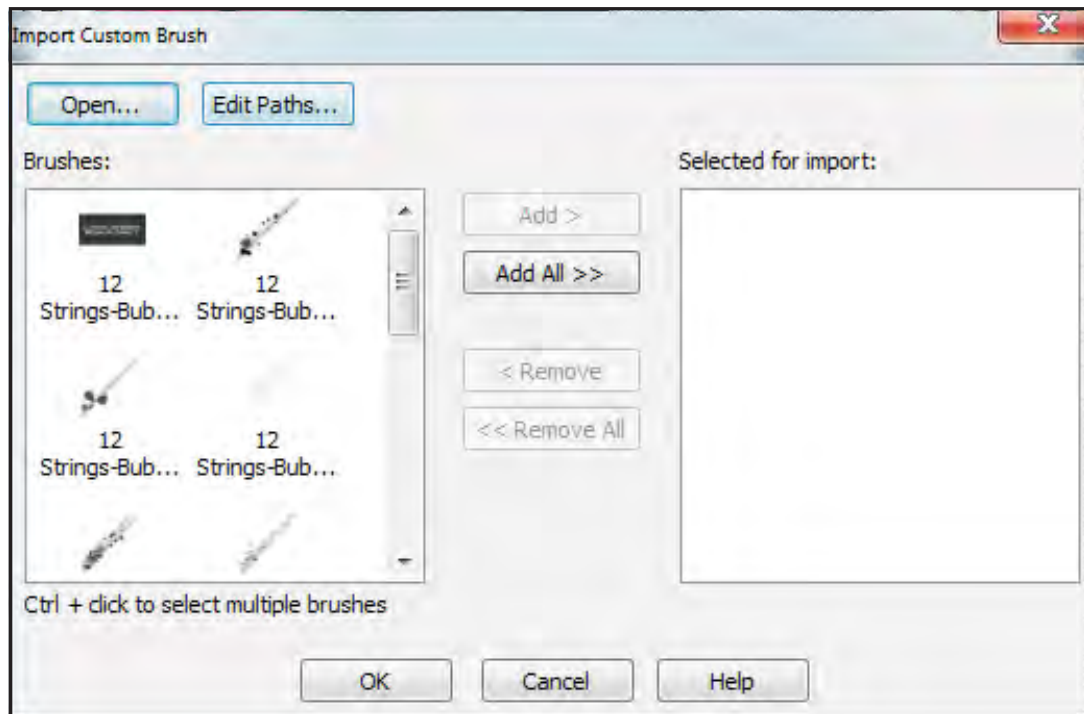 Import Custom Brush
Open...
Edit Paths...
Brushes:
Selected for import:
12
Strings-Bub...
12
Strings-Bub...
12
Strings-Bub...
12
Strings-Bub...
Add >
Add All >>
< Remove
<< Remove All
Ctrl + click to select multiple brushes
OK
Cancel
Help